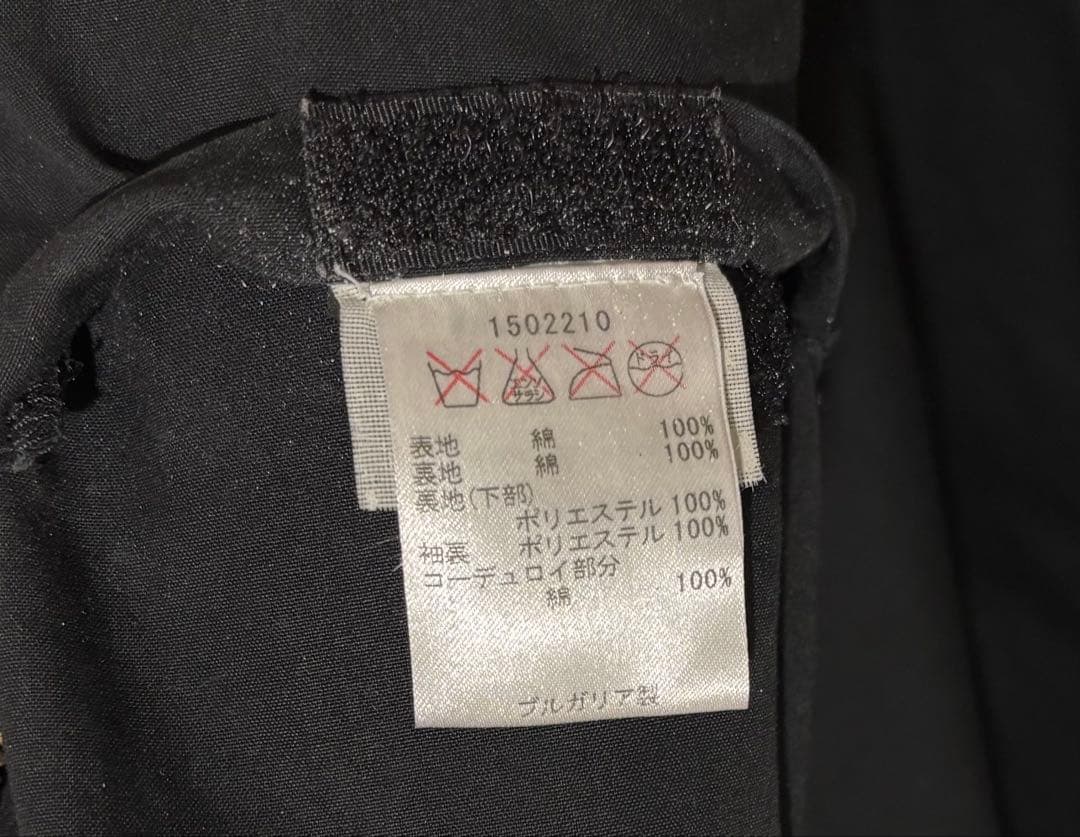 1502210
エンソ
サラシ
ドライ
表地 綿 100%
裏地 綿 100%
裏地(下部)
ポリエステル 100%
袖裏 ポリエステル 100%
コーデュロイ部分
綿 100%
ブルガリア製